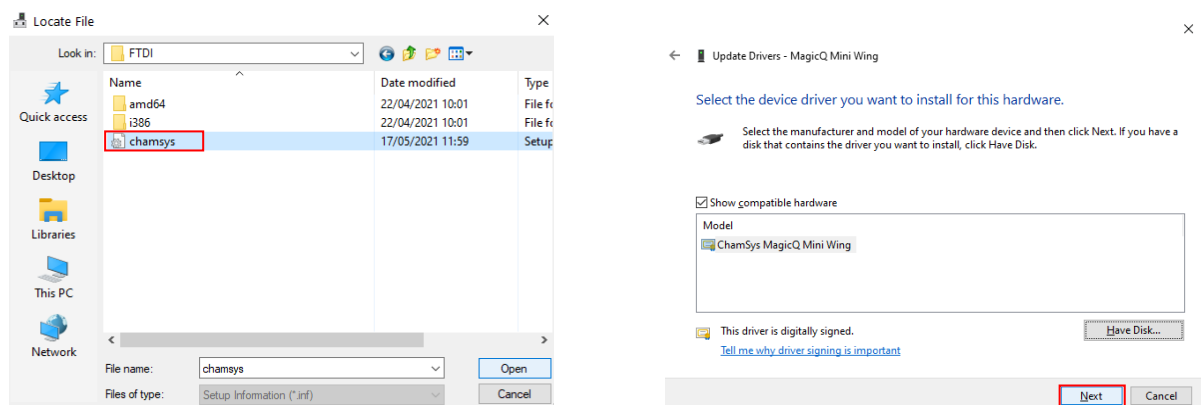 Locate File
Look in: FTDI
Name Date modified Type
amd64 22/04/2021 10:01 File fo
i386 22/04/2021 10:01 File fo
chamsys 17/05/2021 11:59 Setup
Quick access
Desktop
Libraries
This PC
Network
File name: chamsys Open
Files of type: Setup Information (*.inf) Cancel
Update Drivers - MagicQ Mini Wing
Select the device driver you want to install for this hardware.
Select the manufacturer and model of your hardware device and then click Next. If you have a
disk that contains the driver you want to install, click Have Disk.
Show compatible hardware
Model
ChamSys MagicQ Mini Wing
This driver is digitally signed. Have Disk...
Tell me why driver signing is important
Next Cancel